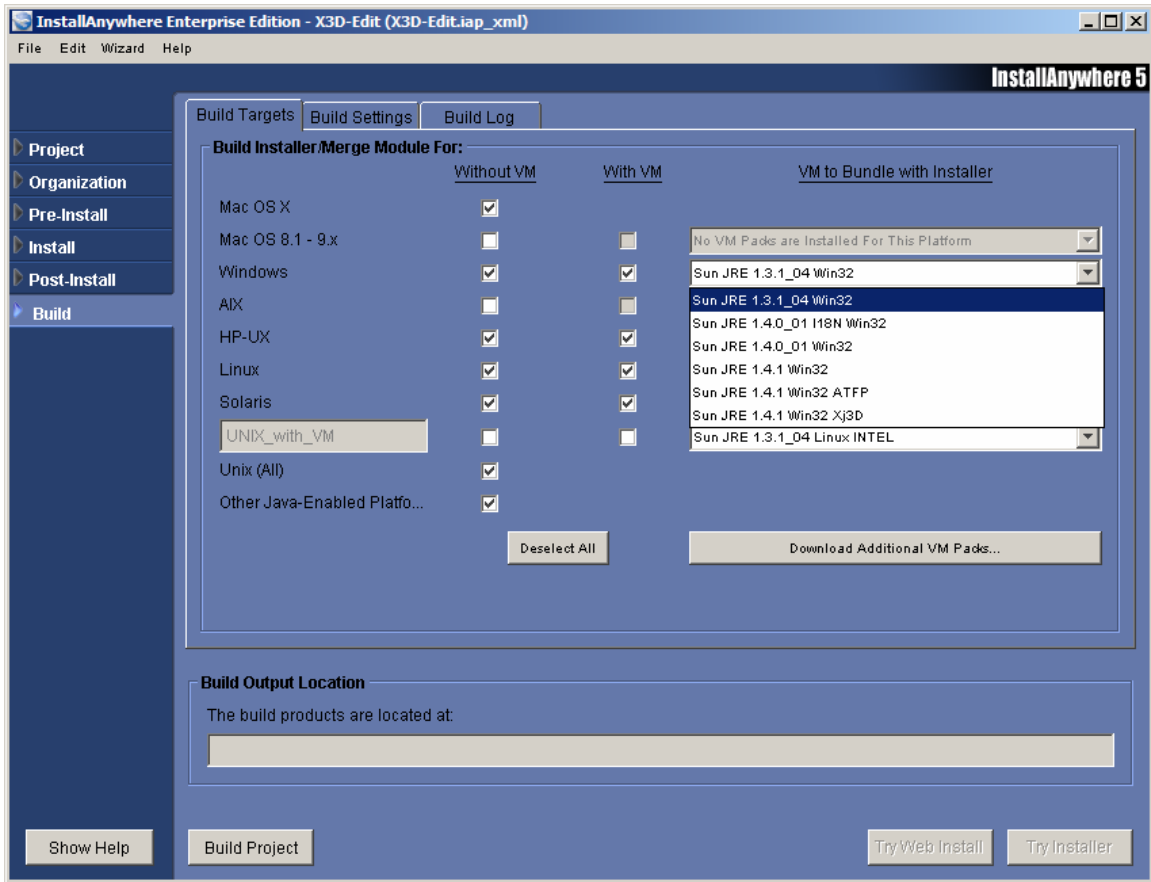 InstallAnywhere Enterprise Edition - X3D-Edit (X3D-Edit.iap_xml)
File Edit Wizard Help
InstallAnywhere 5
Build Targets Build Settings Build Log
Project
Organization
Pre-Install
Install
Post-Install
Build
Build Installer/Merge Module For:
Without VM With VM VM to Bundle with Installer
Mac OS X
Mac OS 8.1 - 9.x No VM Packs are Installed For This Platform
Windows Sun JRE 1.3.1_04 Win32
AIX Sun JRE 1.3.1_04 Win32
Sun JRE 1.4.0_01 I18N Win32
HP-UX Sun JRE 1.4.0_01 Win32
Linux Sun JRE 1.4.1 Win32
Sun JRE 1.4.1 Win32 ATFP
Solaris Sun JRE 1.4.1 Win32 Xj3D
UNIX_with_VM Sun JRE 1.3.1_04 Linux INTEL
Unix (All)
Other Java-Enabled Platfo...
Deselect All Download Additional VM Packs...
Build Output Location
The build products are located at:
Show Help Build Project Try Web Install Try Installer